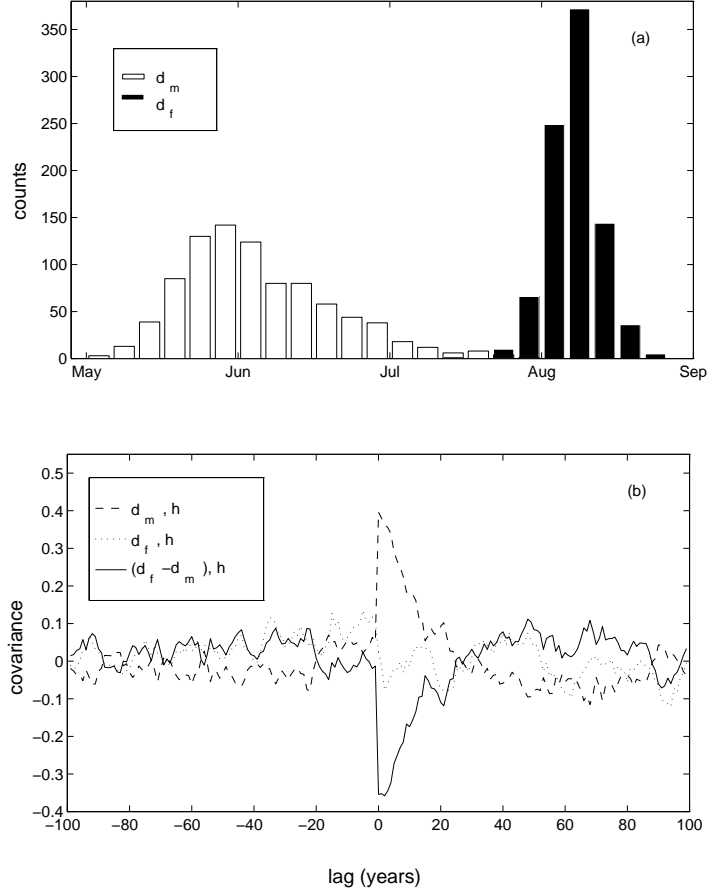 350
300
250
200
150
100
50
0
counts
(a)
d m
d f
May Jun Jul Aug Sep
0.5
0.4
0.3
0.2
0.1
0
−0.1
−0.2
−0.3
−0.4
covariance
(b)
d m , h
d f , h
(d f −d m ), h
−100 −80 −60 −40 −20 0 20 40 60 80 100
lag (years)